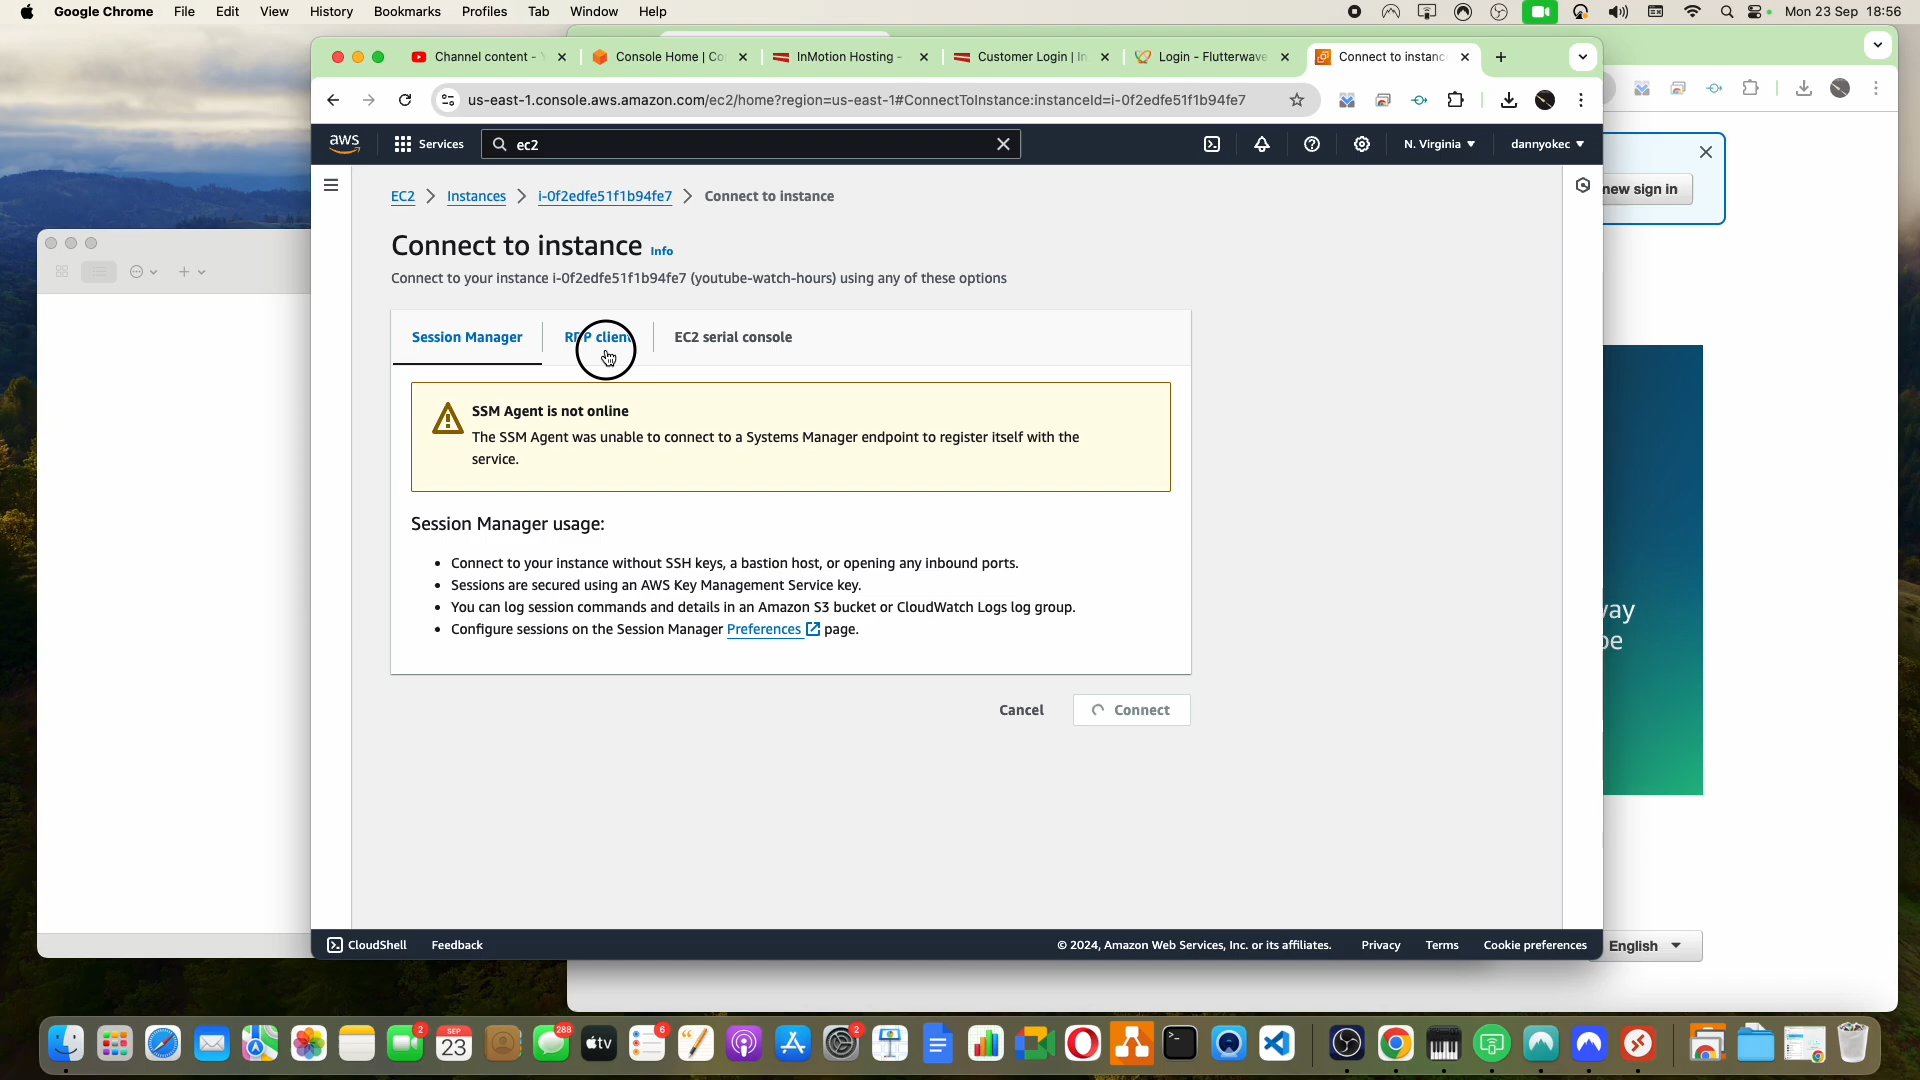 Google Chrome File Edit View History Bookmarks Profiles Tab Window Help Mon 23 Sep 18:56
Channel content - Console Home | Co InMotion Hosting - Customer Login | In Login - Flutterwave Connect to instanc
us-east-1.console.aws.amazon.com/ec2/home?region=us-east-1#ConnectToInstance:instanceId=i-0f2edfe51f1b94fe7
aws Services ec2 N. Virginia dannyokec
new sign in
EC2 Instances i-0f2edfe51f1b94fe7 Connect to instance
Connect to instance Info
Connect to your instance i-0f2edfe51f1b94fe7 (youtube-watch-hours) using any of these options
Session Manager RDP client EC2 serial console
SSM Agent is not online
The SSM Agent was unable to connect to a Systems Manager endpoint to register itself with the
service.
Session Manager usage:
• Connect to your instance without SSH keys, a bastion host, or opening any inbound ports.
• Sessions are secured using an AWS Key Management Service key.
• You can log session commands and details in an Amazon S3 bucket or CloudWatch Logs log group.
• Configure sessions on the Session Manager Preferences page.
Cancel Connect
CloudShell Feedback © 2024, Amazon Web Services, Inc. or its affiliates. Privacy Terms Cookie preferences
English
2 SEP 23 288 tv 6 2